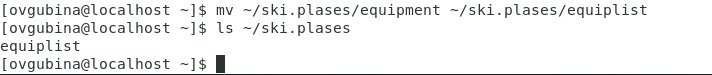 [ovgubina@localhost ~]$ mv ~/ski.plases/equipment ~/ski.plases/equiplist
[ovgubina@localhost ~]$ ls ~/ski.plases
equiplist
[ovgubina@localhost ~]$